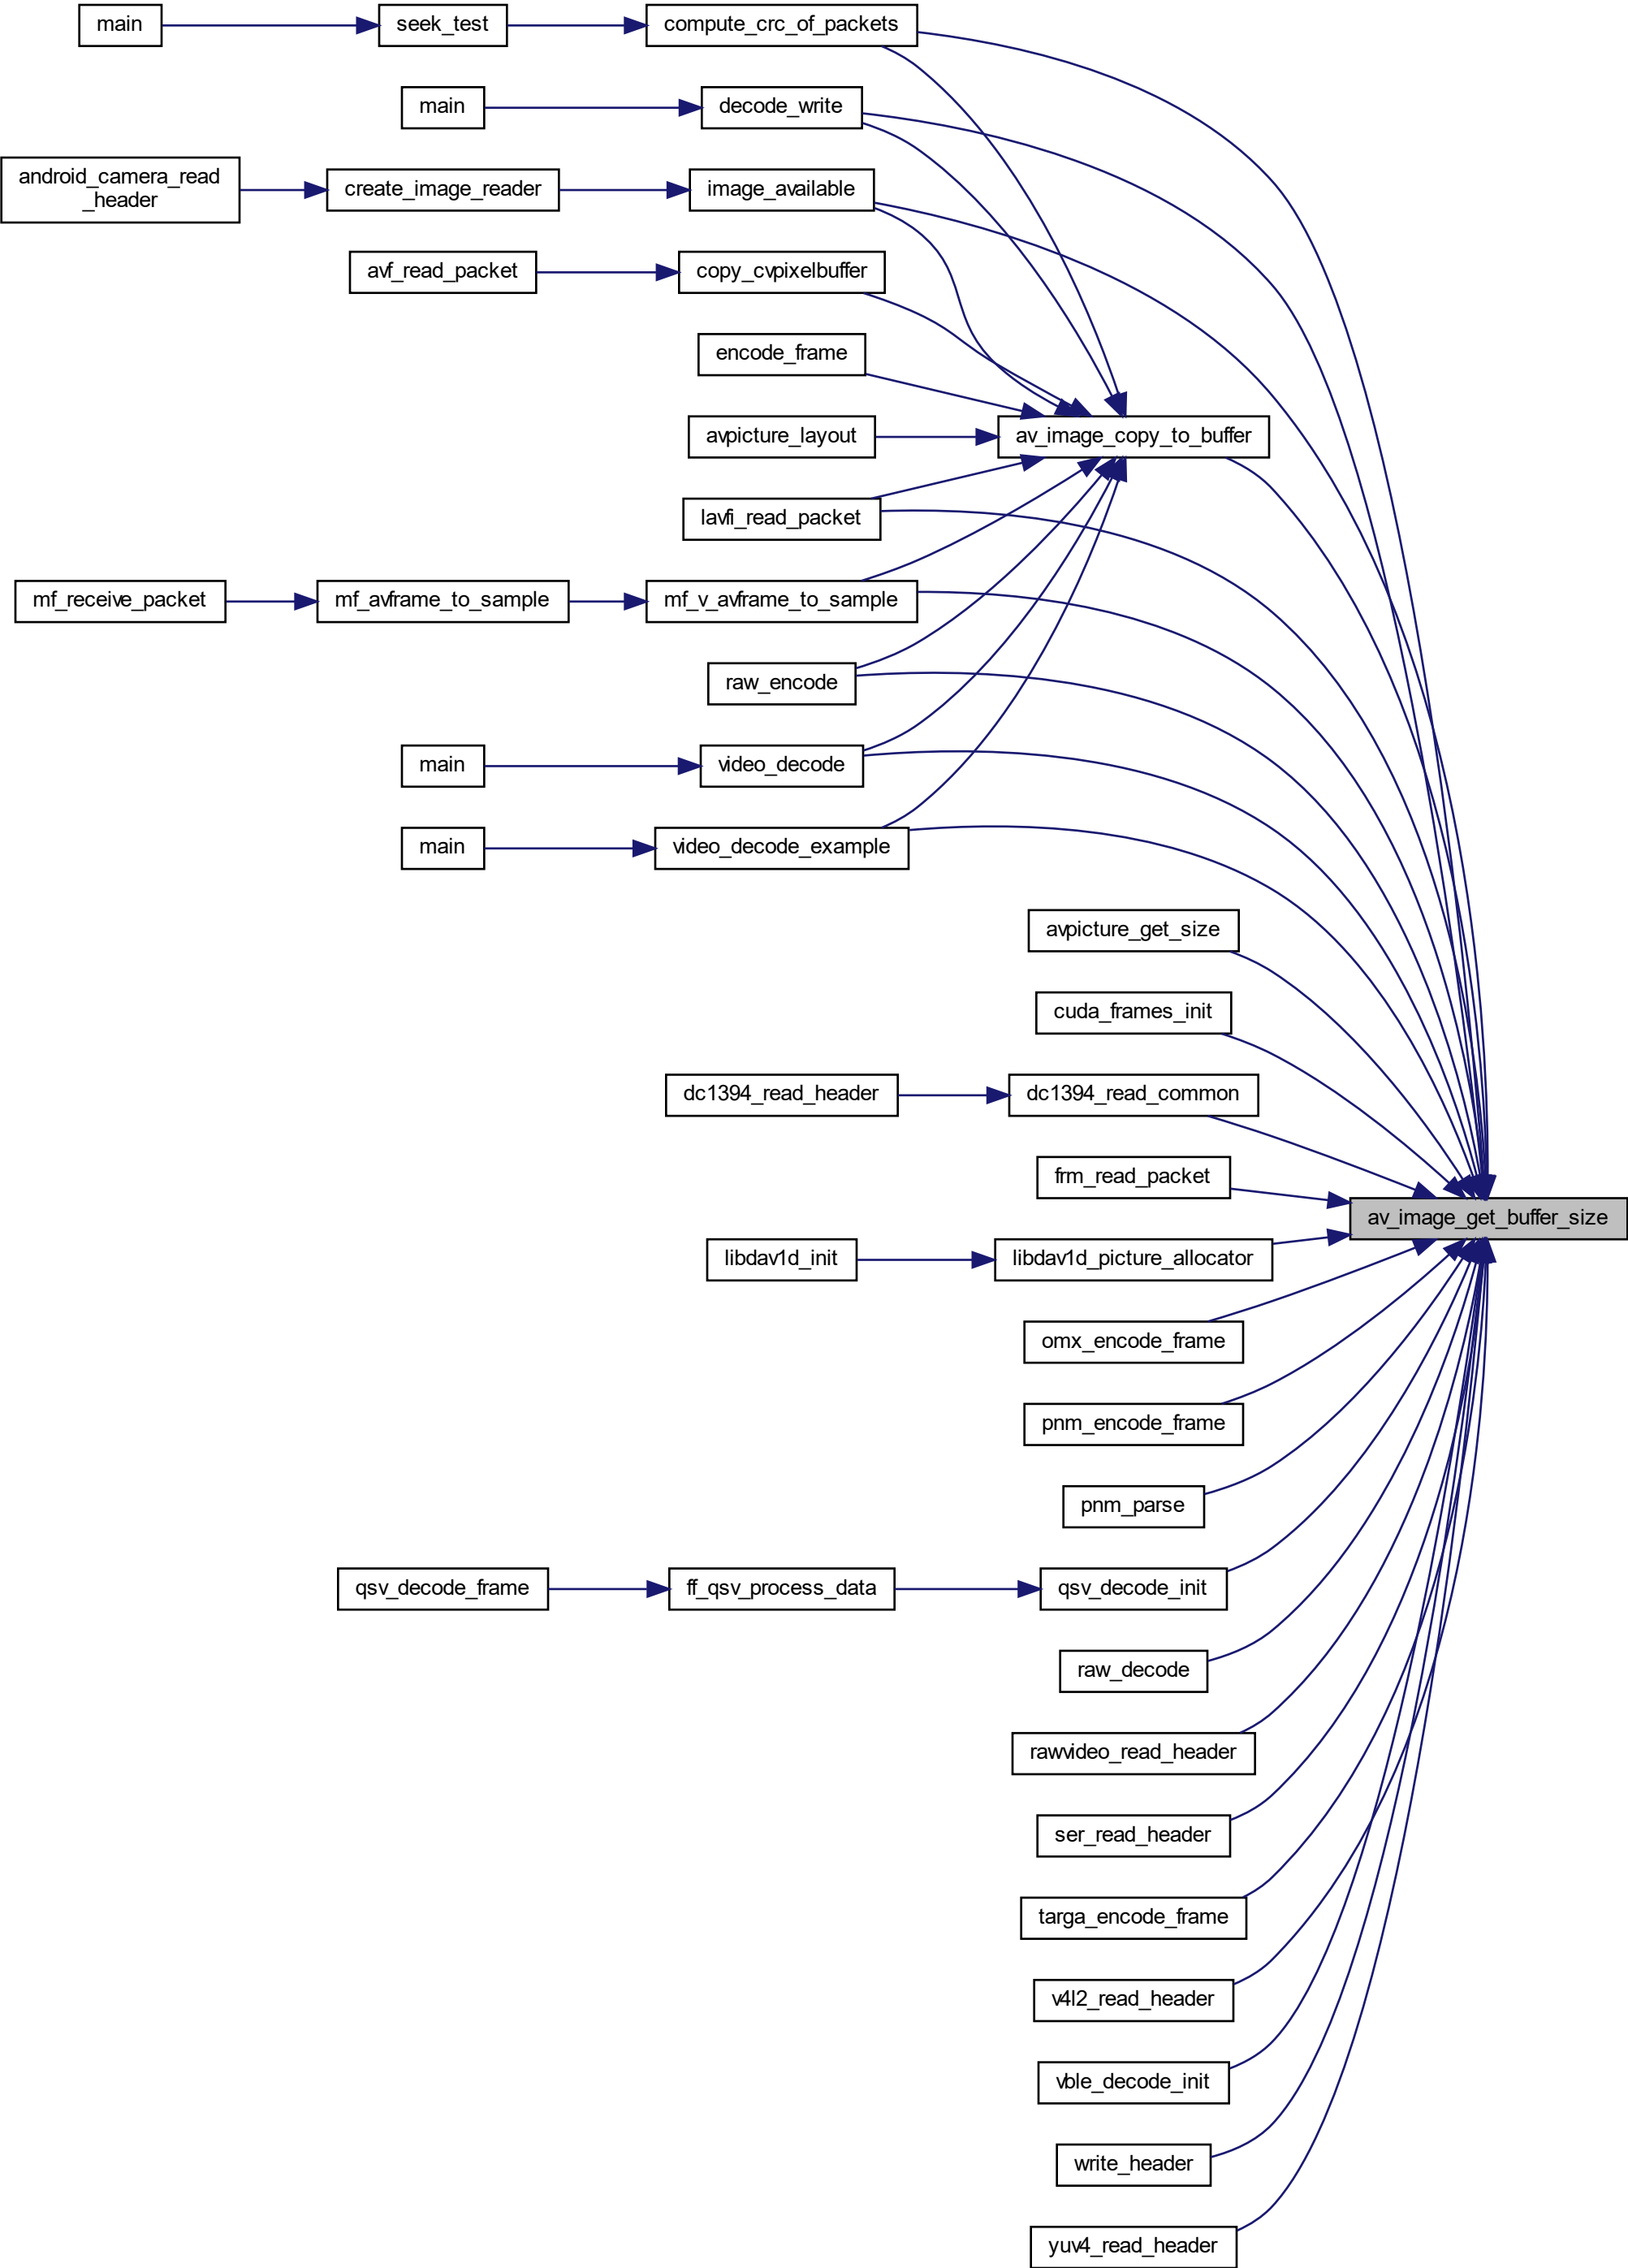 main
seek_test
compute_crc_of_packets
main
decode_write
android_camera_read
_header
create_image_reader
image_available
avf_read_packet
copy_cvpixelbuffer
encode_frame
avpicture_layout
av_image_copy_to_buffer
lavfi_read_packet
mf_receive_packet
mf_avframe_to_sample
mf_v_avframe_to_sample
raw_encode
main
video_decode
main
video_decode_example
avpicture_get_size
cuda_frames_init
dc1394_read_header
dc1394_read_common
frm_read_packet
av_image_get_buffer_size
libdav1d_init
libdav1d_picture_allocator
omx_encode_frame
pnm_encode_frame
pnm_parse
qsv_decode_frame
ff_qsv_process_data
qsv_decode_init
raw_decode
rawvideo_read_header
ser_read_header
targa_encode_frame
v4l2_read_header
vble_decode_init
write_header
yuv4_read_header